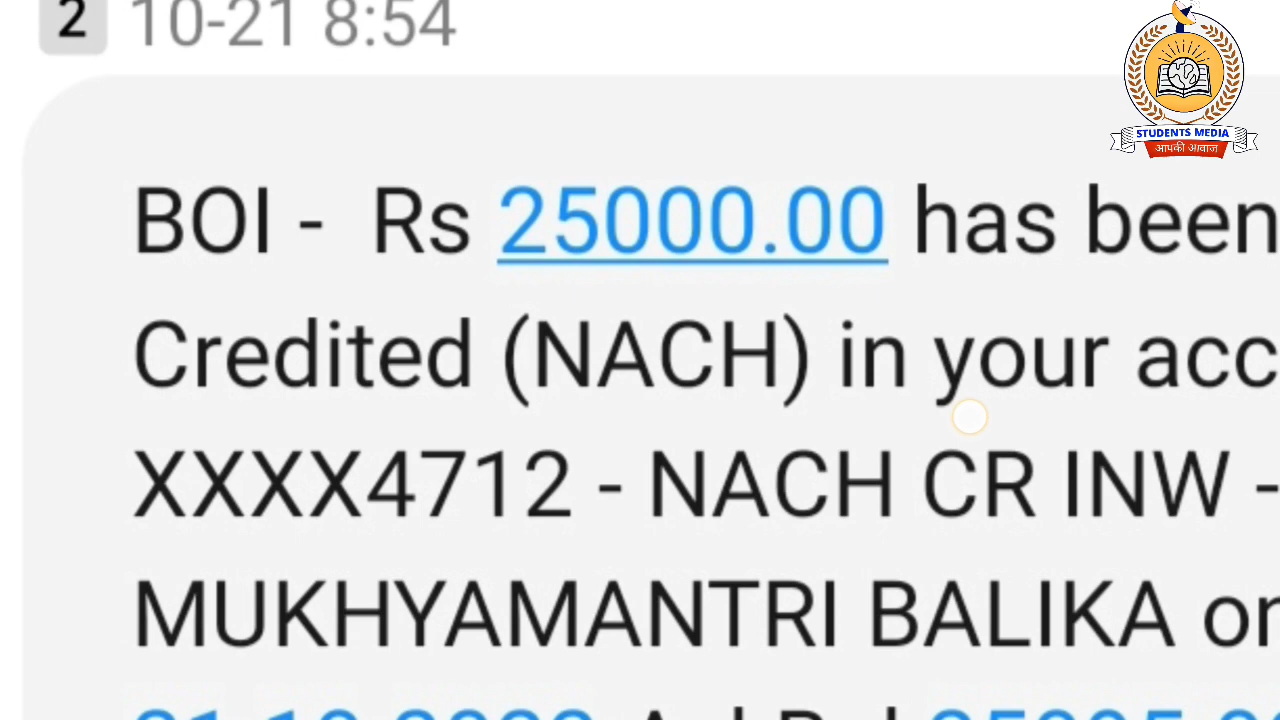 2 10-21 8:54
STUDENTS MEDIA
आपकी आवाज
BOI - Rs 25000.00 has been
Credited (NACH) in your acc
XXXX4712 - NACH CR INW -
MUKHYAMANTRI BALIKA on